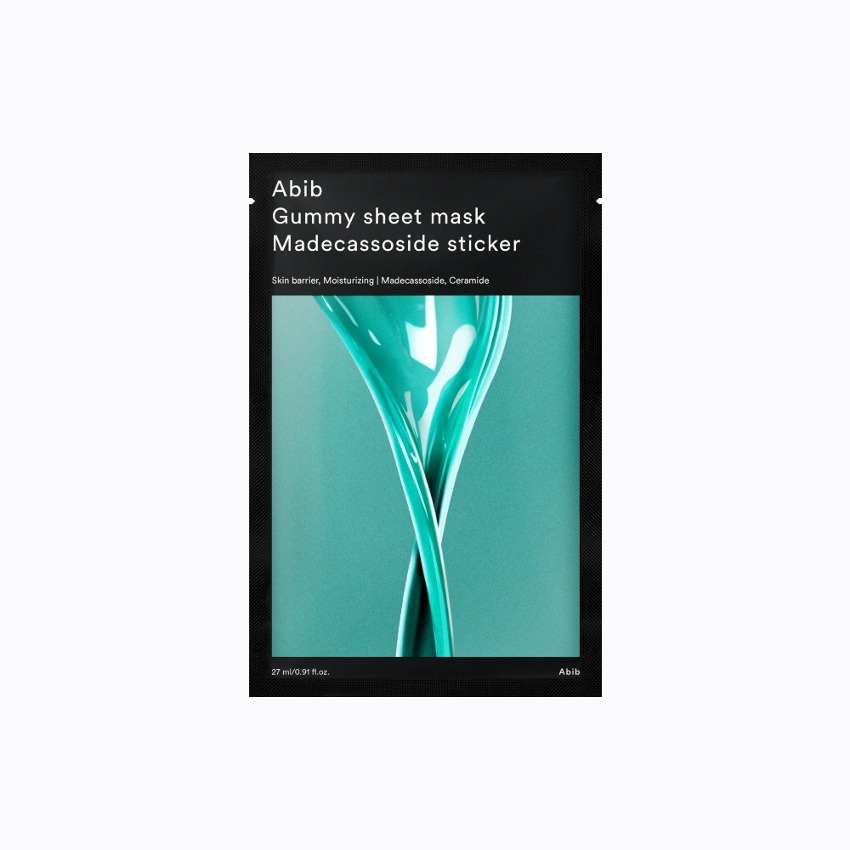 Abib
Gummy sheet mask
Madecassoside sticker
Skin barrier, Moisturizing | Madecassoside, Ceramide
27 ml/0.91 fl.oz.
Abib